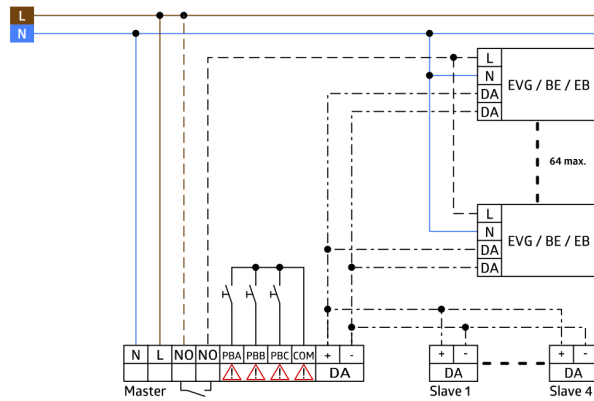 L
N
L
N
DA
DA
EVG / BE / EB
64 max.
L
N
DA
DA
EVG / BE / EB
N L NO NO PBA PBB PBC COM + -
DA
+ -
DA
+ -
DA
Master
Slave 1
Slave 4